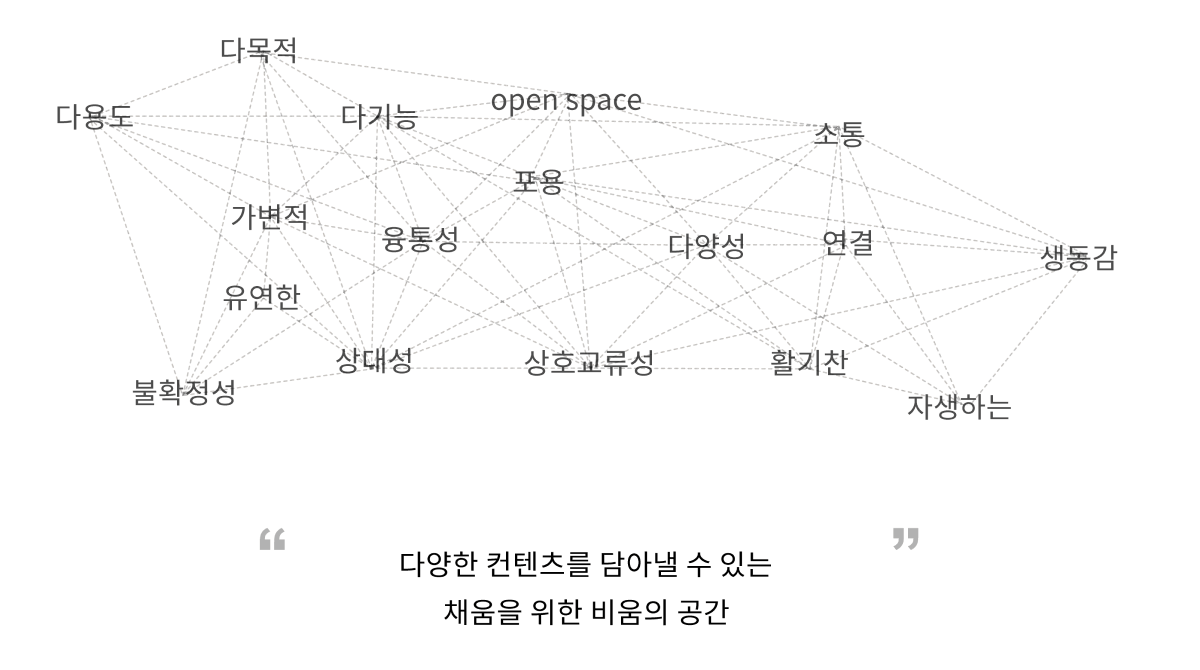 다목적
다용도
다기능
open space
소통
포용
가변적
융통성
다양성
연결
생동감
유연한
상대성
상호교류성
활기찬
불확정성
자생하는
“ ”
다양한 컨텐츠를 담아낼 수 있는
채움을 위한 비움의 공간